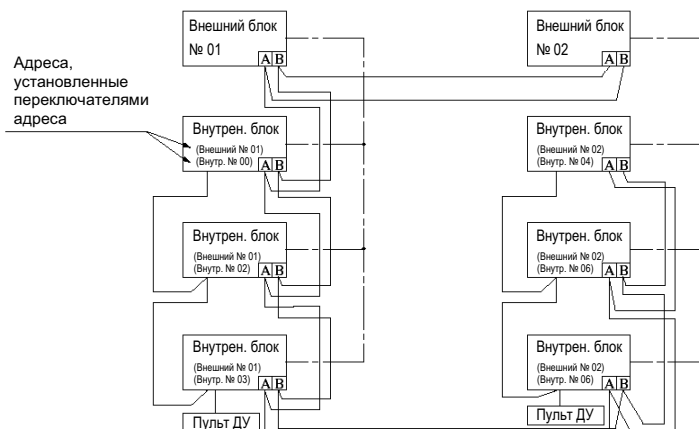 Внешний блок
№ 01
A B
Внешний блок
№ 02
A B
Адреса,
установленные
переключателями
адреса
Внутрен. блок
(Внешний № 01)
(Внутр. № 00)
A B
Внутрен. блок
(Внешний № 02)
(Внутр. № 04)
A B
Внутрен. блок
(Внешний № 01)
(Внутр. № 02)
A B
Внутрен. блок
(Внешний № 02)
(Внутр. № 06)
A B
Внутрен. блок
(Внешний № 01)
(Внутр. № 03)
A B
Внутрен. блок
(Внешний № 02)
(Внутр. № 06)
A B
Пульт ДУ
Пульт ДУ